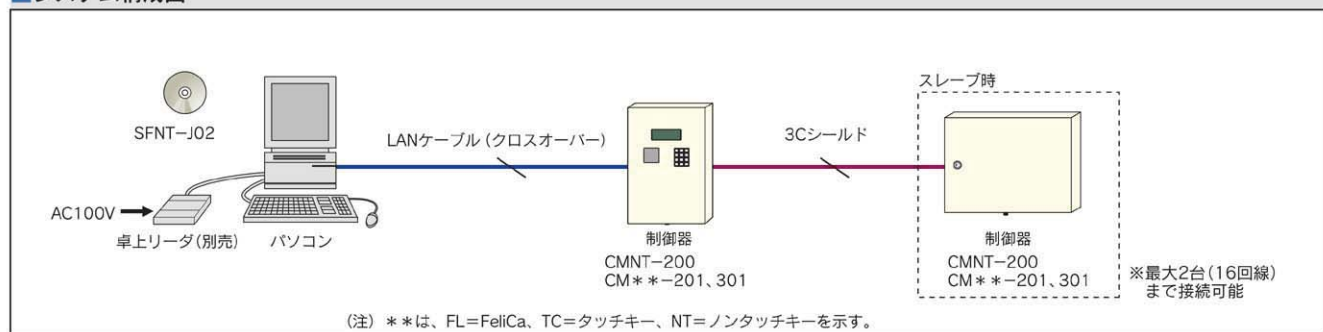 SFNT-J02
LANケーブル(クロスオーバー)
3Cシールド
スレーブ時
AC100V
卓上リーダ(別売)
パソコン
制御器
CMNT-200
CM**-201、301
制御器
CMNT-200
CM**-201、301
※最大2台(16回線)
まで接続可能
(注) **は、FL=FeliCa、TC=タッチキー、NT=ノンタッチキーを示す。